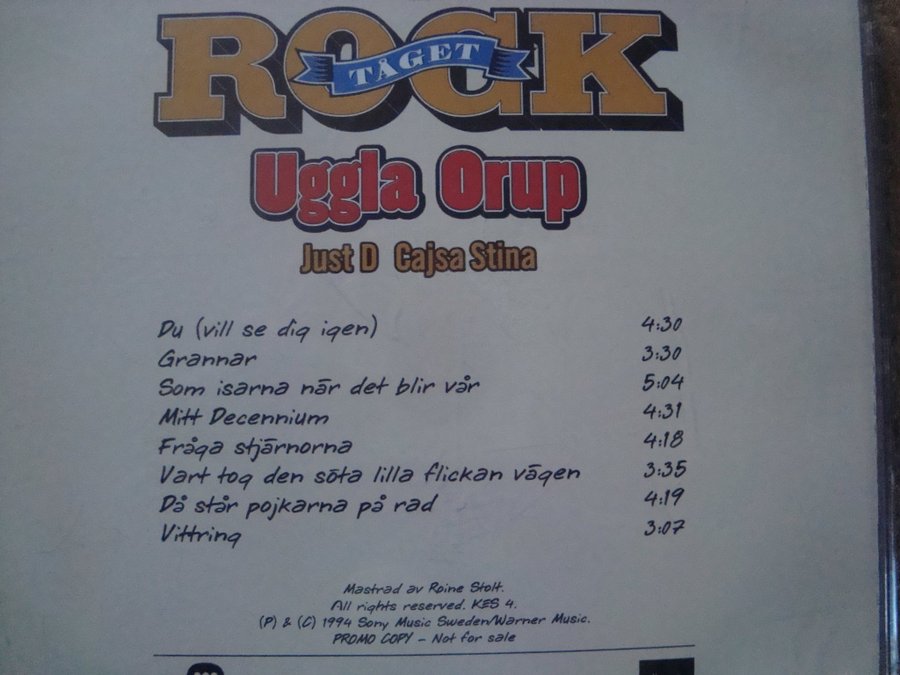 ROCK
TÅGET
Uggla Orup
Just D Cajsa Stina
Du (vill se dig igen) 4:30
Grannar 3:30
Som isarna när det blir vår 5:04
Mitt Decennium 4:31
Fråga stjärnorna 4:18
Vart tog den söta lilla flickan vägen 3:35
Då står pojkarna på rad 4:19
Vittring 3:07
Mastrad av Roine Stolt.
All rights reserved. KES 4.
(P) & (C) 1994 Sony Music Sweden/Warner Music.
PROMO COPY - Not for sale